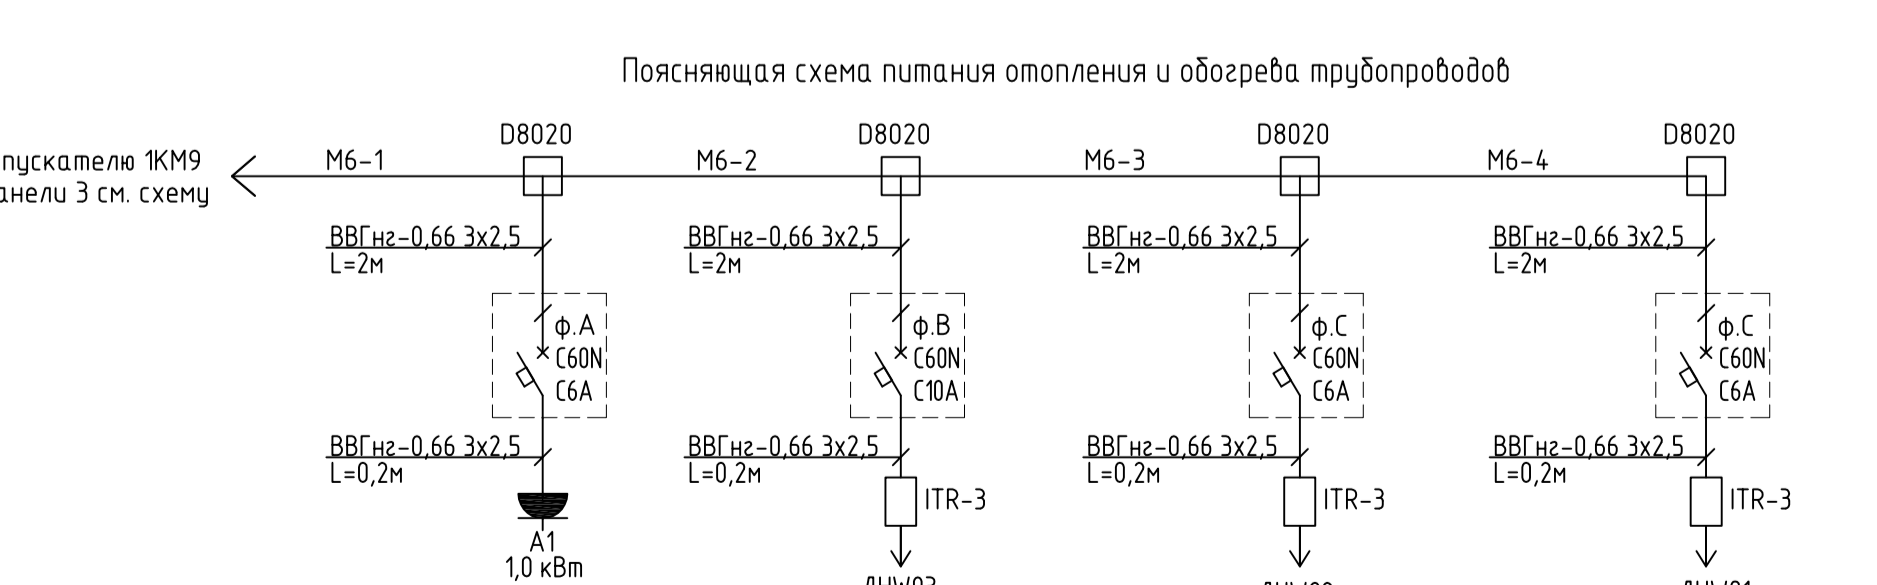 Поясняющая схема питания отопления и обогрева трубопроводов
D8020 D8020 D8020 D8020
пускателю 1КМ9
М6-1 М6-2 М6-3 М6-4
анели 3 см. схему
ВВГнг-0,66 3х2,5 ВВГнг-0,66 3х2,5 ВВГнг-0,66 3х2,5 ВВГнг-0,66 3х2,5
L=2м L=2м L=2м L=2м
ф.А ф.В ф.С ф.С
C60N C60N C60N C60N
C6A C10A C6A C6A
ВВГнг-0,66 3х2,5 ВВГнг-0,66 3х2,5 ВВГнг-0,66 3х2,5 ВВГнг-0,66 3х2,5
L=0,2м L=0,2м L=0,2м L=0,2м
ITR-3 ITR-3 ITR-3
А1
1,0 кВт